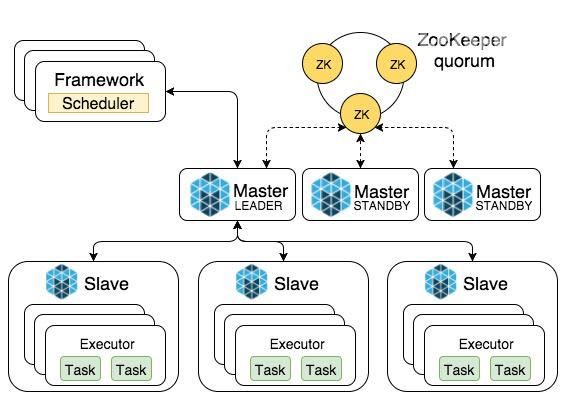 ZooKeeper
quorum
ZK
ZK
ZK
Framework
Scheduler
Master
LEADER
Master
STANDBY
Master
STANDBY
Slave
Executor
Task Task
Slave
Executor
Task Task
Slave
Executor
Task Task